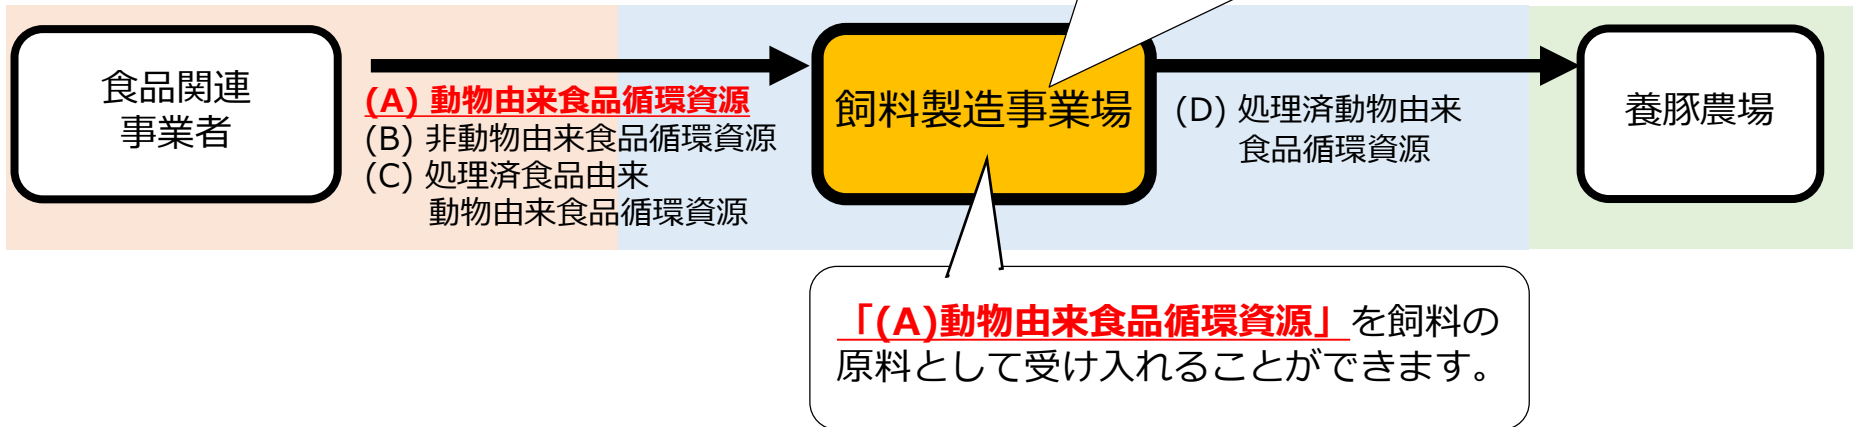 食品関連
事業者
(A) 動物由来食品循環資源
(B) 非動物由来食品循環資源
(C) 処理済食品由来
動物由来食品循環資源
飼料製造事業場
(D) 処理済動物由来
食品循環資源
養豚農場
「(A)動物由来食品循環資源」を飼料の
原料として受け入れることができます。